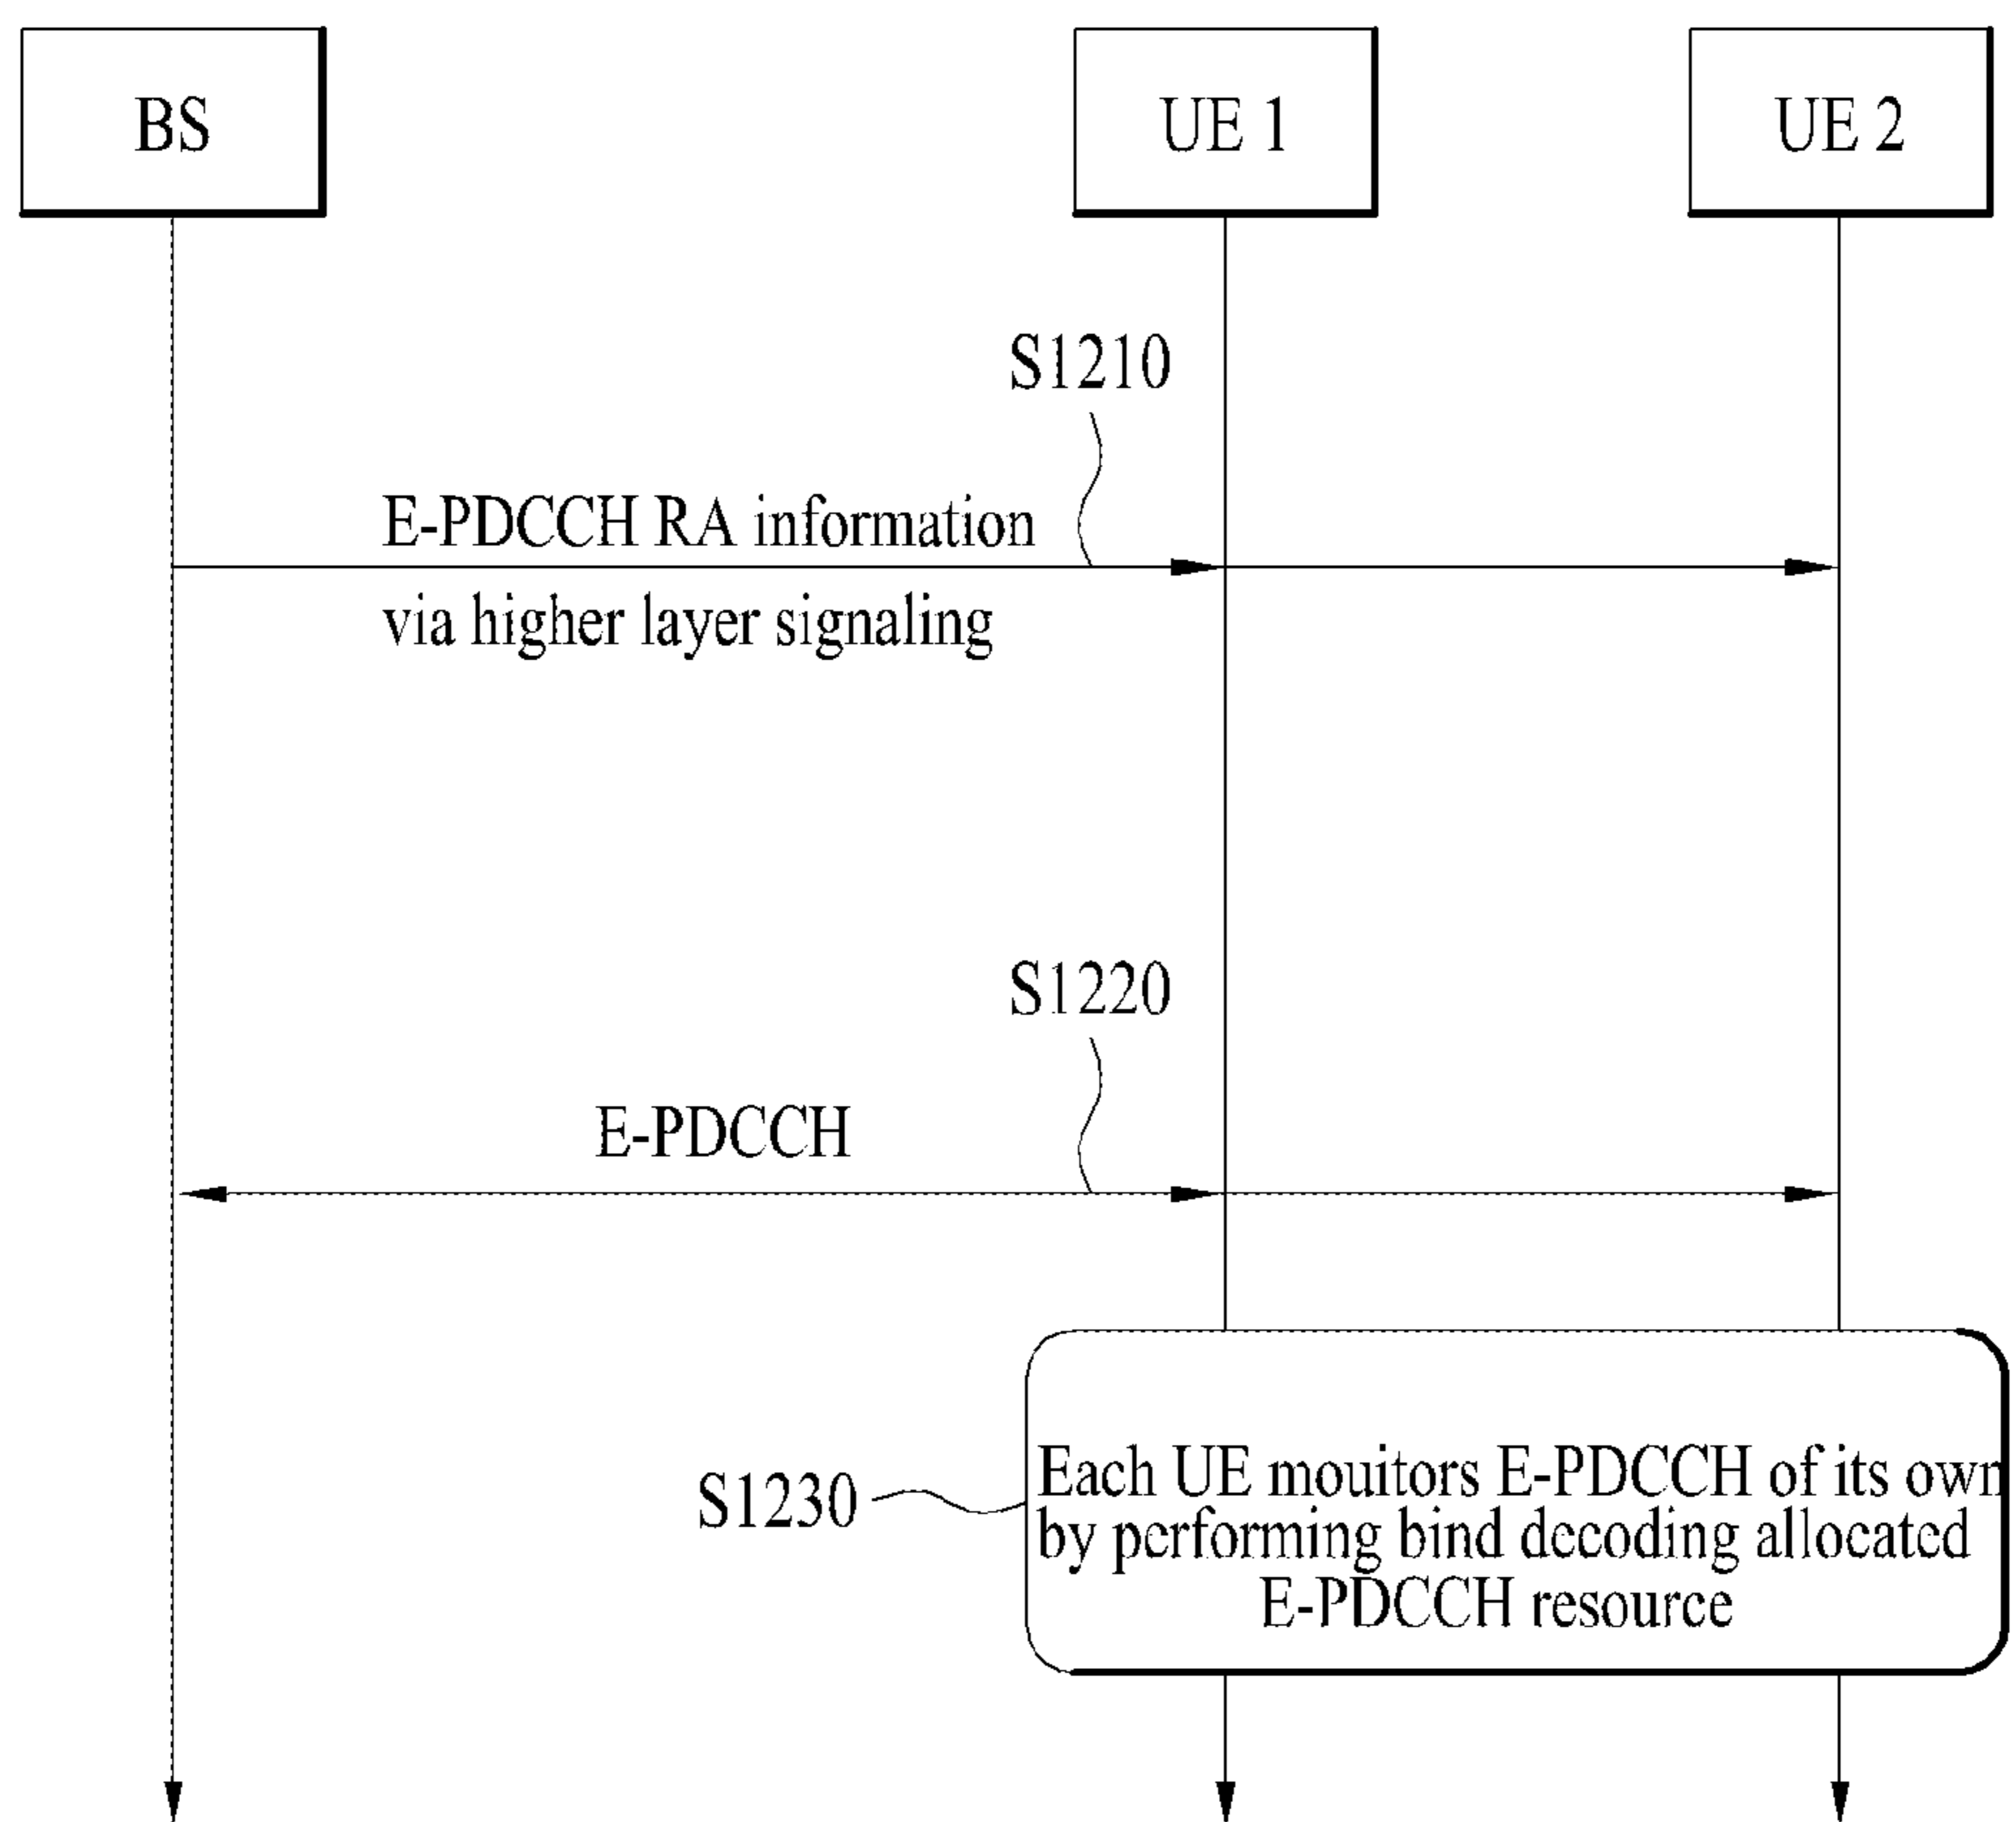 BS
UE 1
UE 2
S1210
E-PDCCH RA information
via higher layer signaling
S1220
E-PDCCH
S1230
Each UE mouitors E-PDCCH of its own
by performing bind decoding allocated
E-PDCCH resource